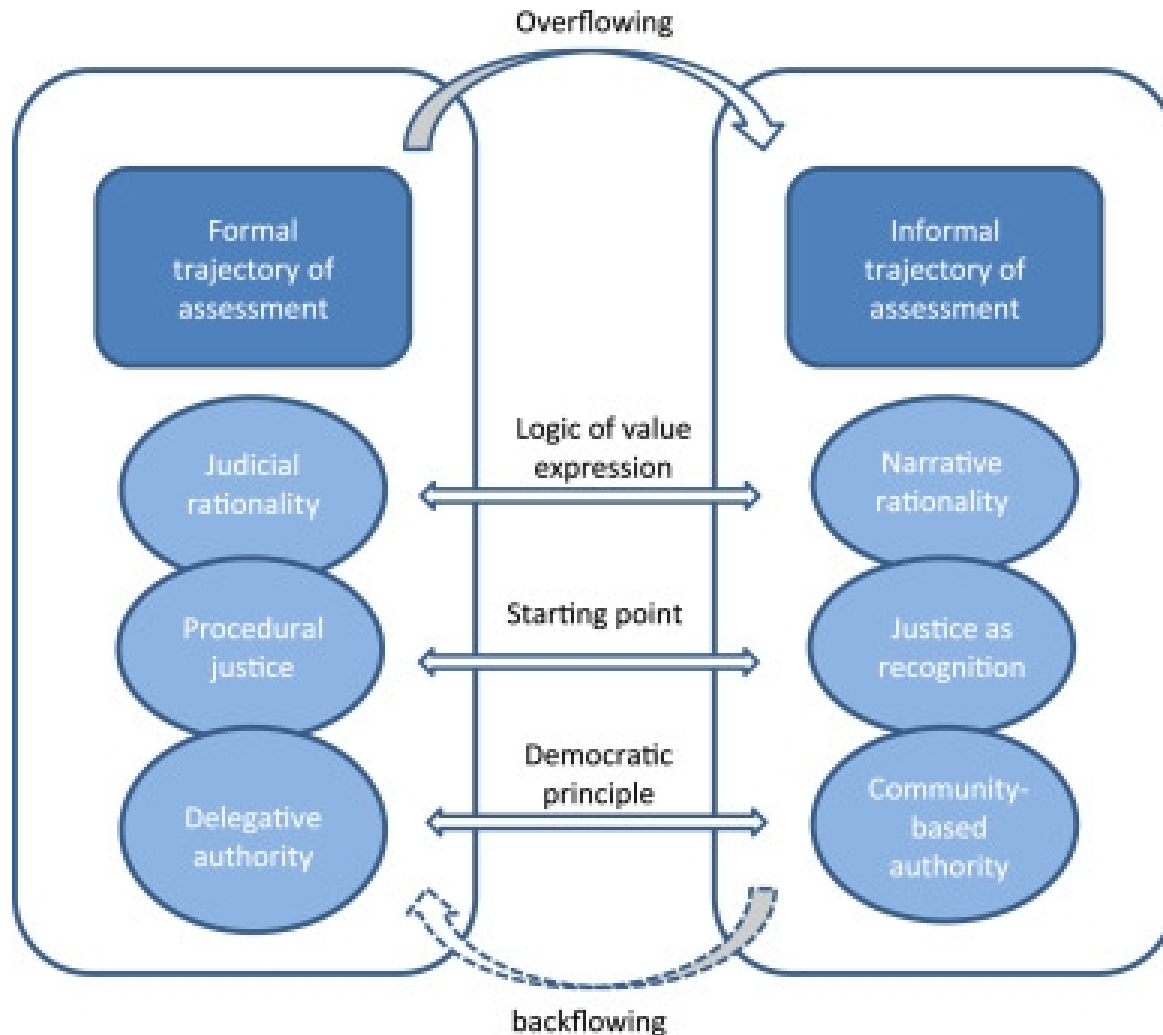 Overflowing
Formal
trajectory of
assessment
Informal
trajectory of
assessment
Judicial
rationality
Logic of value
expression
Narrative
rationality
Procedural
justice
Starting point
Justice as
recognition
Delegative
authority
Democratic
principle
Community-
based
authority
backflowing